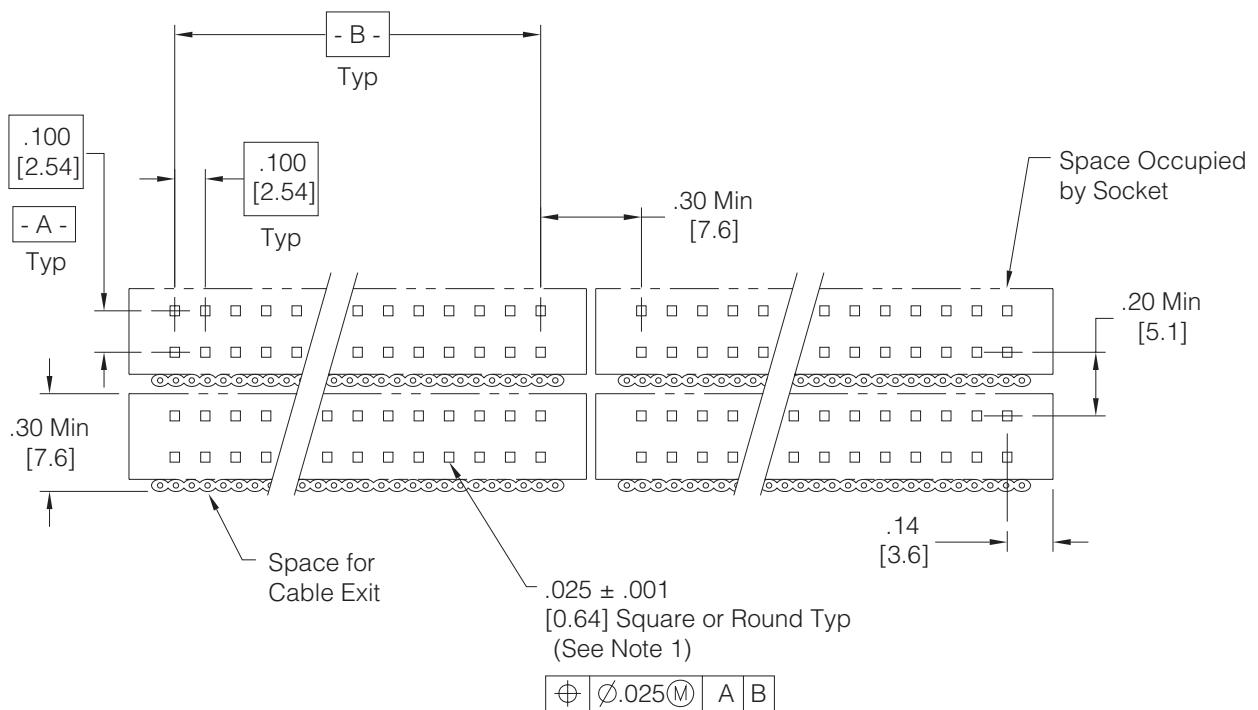 - B -
Typ
.100
[2.54]
.100
[2.54]
Typ
- A -
Typ
.30 Min
[7.6]
Space Occupied
by Socket
.20 Min
[5.1]
.30 Min
[7.6]
.14
[3.6]
Space for
Cable Exit
.025 ± .001
[0.64] Square or Round Typ
(See Note 1)
⌖ ∅.025Ⓜ A B